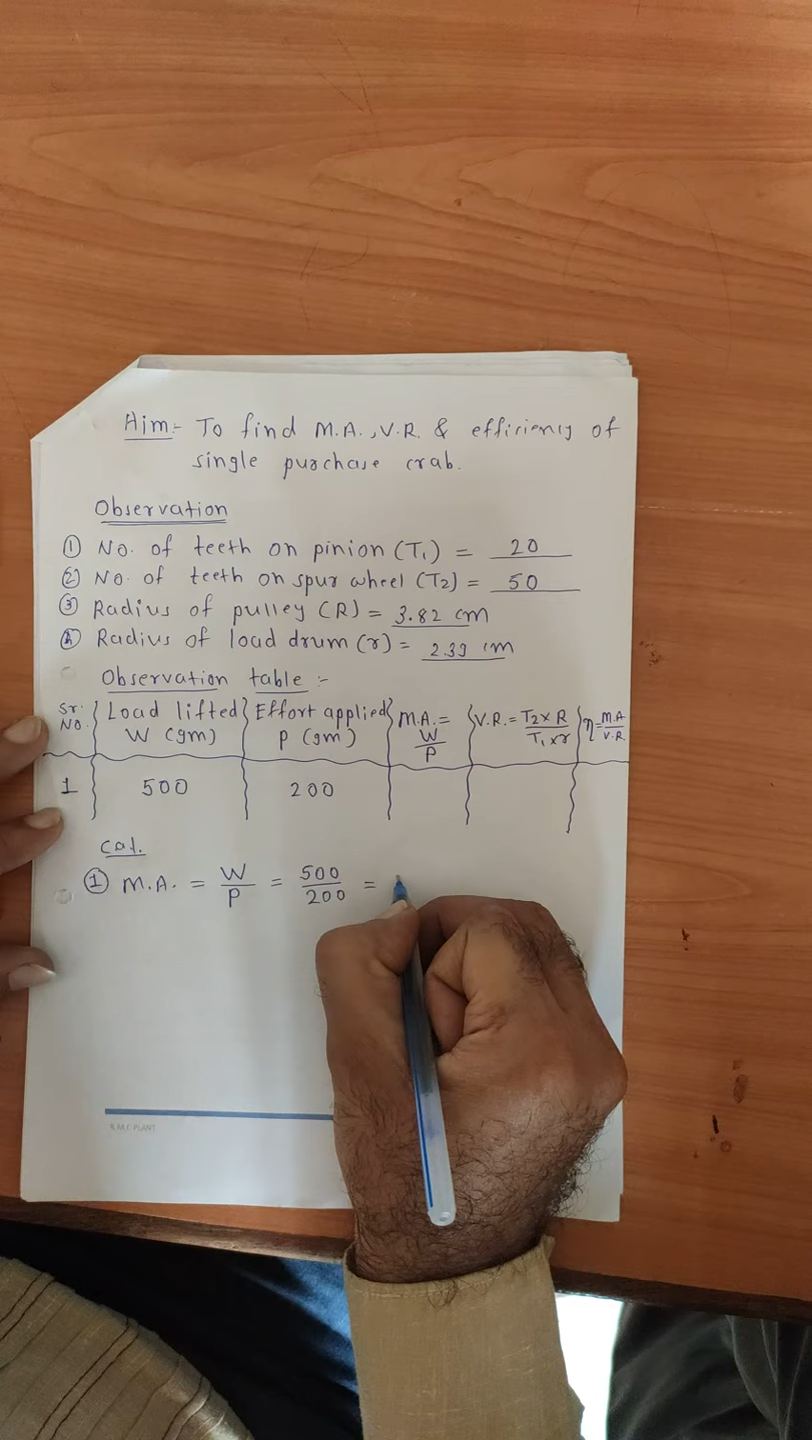 Aim:- To find M.A., V.R. & efficiency of
single purchase crab.
Observation
① No. of teeth on pinion (T1) = 20
② No. of teeth on spur wheel (T2) = 50
③ Radius of pulley (R) = 3.82 cm
④ Radius of load drum (r) = 2.39 cm
Observation table :-
Sr. No. Load lifted W (gm) Effort applied P (gm) M.A. = W/P V.R. = T2 x R / T1 x r η = M.A / V.R
1 500 200
Cal.
① M.A. = W/P = 500/200 =
R.M.C PLANT